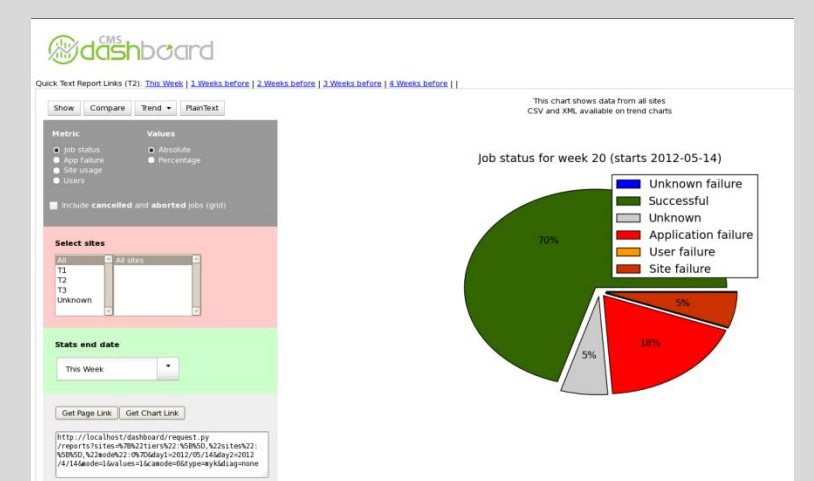 CMS
dashboard
Quick Text Report Links (T2): This Week | 1 Weeks before | 2 Weeks before | 3 Weeks before | 4 Weeks before | |
Show Compare Trend PlainText
Metric Values
Job status Absolute
App failure Percentage
Site usage
Users
Include cancelled and aborted jobs (grid)
Select sites
All All sites
T1
T2
T3
Unknown
Stats end date
This Week
Get Page Link Get Chart Link
http://localhost/dashboard/request.py
/reports?sites=%7B%22tiers%22:%5B%5D,%22sites%22:
%5B%5D,%22mode%22:0%7D&day1=2012/05/14&day2=2012
/4/14&mode=1&values=1&camode=0&type=myk&diag=none
This chart shows data from all sites
CSV and XML available on trend charts
Job status for week 20 (starts 2012-05-14)
Unknown failure
Successful
Unknown
Application failure
User failure
Site failure
70%
5%
18%
5%